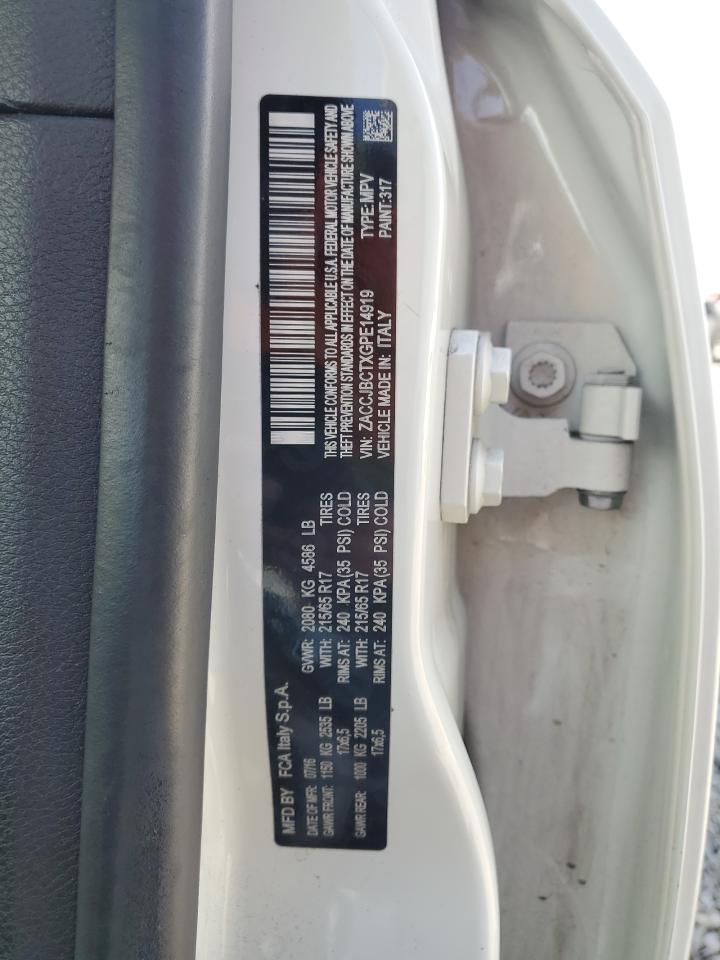 MFD BY FCA Italy S.p.A.
DATE OF MFR: 07/16 GVWR: 2080 KG 4586 LB
GAWR FRONT: 1150 KG 2535 LB WITH: 215/65 R17 TIRES
17x6,5 RIMS AT: 240 KPA(35 PSI) COLD
GAWR REAR: 1000 KG 2205 LB WITH: 215/65 R17 TIRES
17x6,5 RIMS AT: 240 KPA(35 PSI) COLD
THIS VEHICLE CONFORMS TO ALL APPLICABLE U.S.A. FEDERAL MOTOR VEHICLE SAFETY AND
THEFT PREVENTION STANDARDS IN EFFECT ON THE DATE OF MANUFACTURE SHOWN ABOVE
VIN: ZACCJBCTXGPE14919 TYPE: MPV
VEHICLE MADE IN: ITALY PAINT: 317